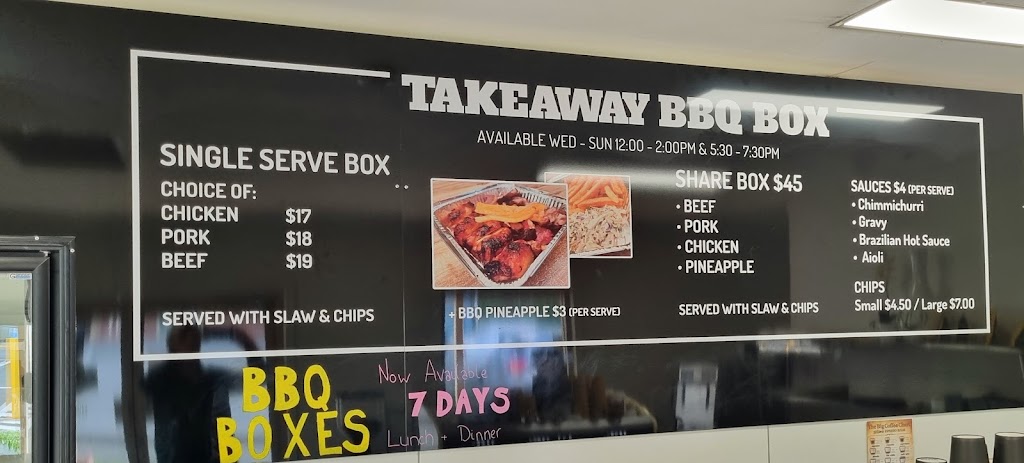 TAKEAWAY BBQ BOX
AVAILABLE WED - SUN 12:00 - 2:00PM & 5:30 - 7:30PM
SINGLE SERVE BOX
CHOICE OF:
CHICKEN $17
PORK $18
BEEF $19
SERVED WITH SLAW & CHIPS
+ BBQ PINEAPPLE $3 (PER SERVE)
SHARE BOX $45
• BEEF
• PORK
• CHICKEN
• PINEAPPLE
SERVED WITH SLAW & CHIPS
SAUCES $4 (PER SERVE)
• Chimmichurri
• Gravy
• Brazilian Hot Sauce
• Aioli
CHIPS
Small $4.50 / Large $7.00
BBQ
BOXES
Now Available
7 DAYS
Lunch + Dinner